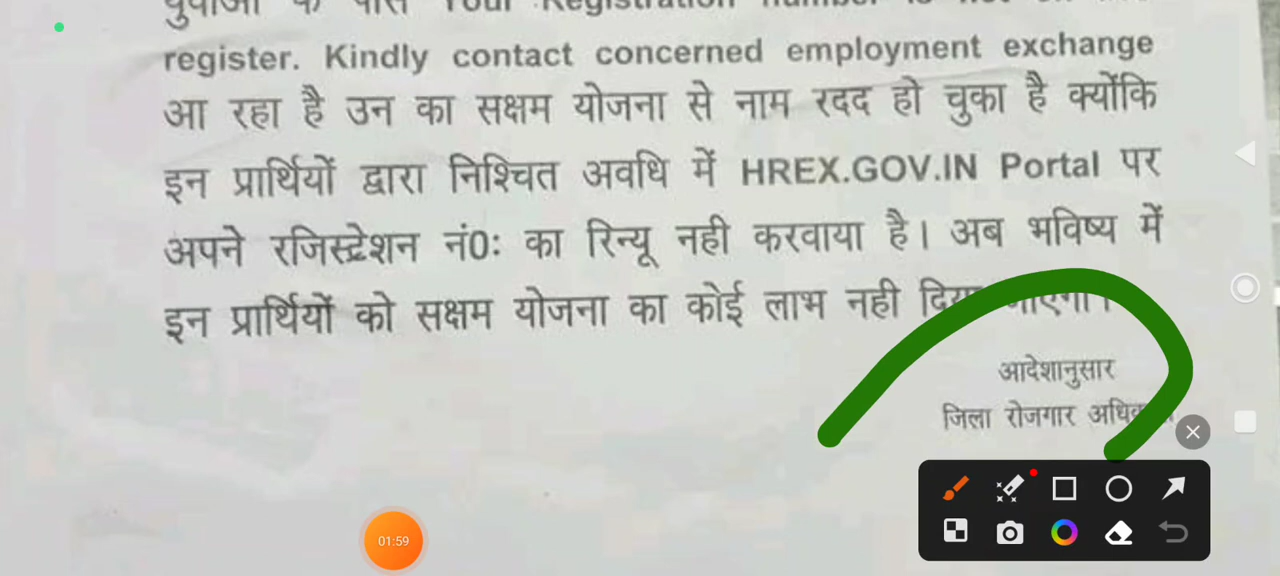 register. Kindly contact concerned employment exchange
आ रहा है उन का सक्षम योजना से नाम रदद हो चुका है क्योंकि
इन प्रार्थियों द्वारा निश्चित अवधि में HREX.GOV.IN Portal पर
अपने रजिस्ट्रेशन नं0: का रिन्यू नही करवाया है। अब भविष्य में
इन प्रार्थियों को सक्षम योजना का कोई लाभ नही
आदेशानुसार
जिला रोजगार
01:59